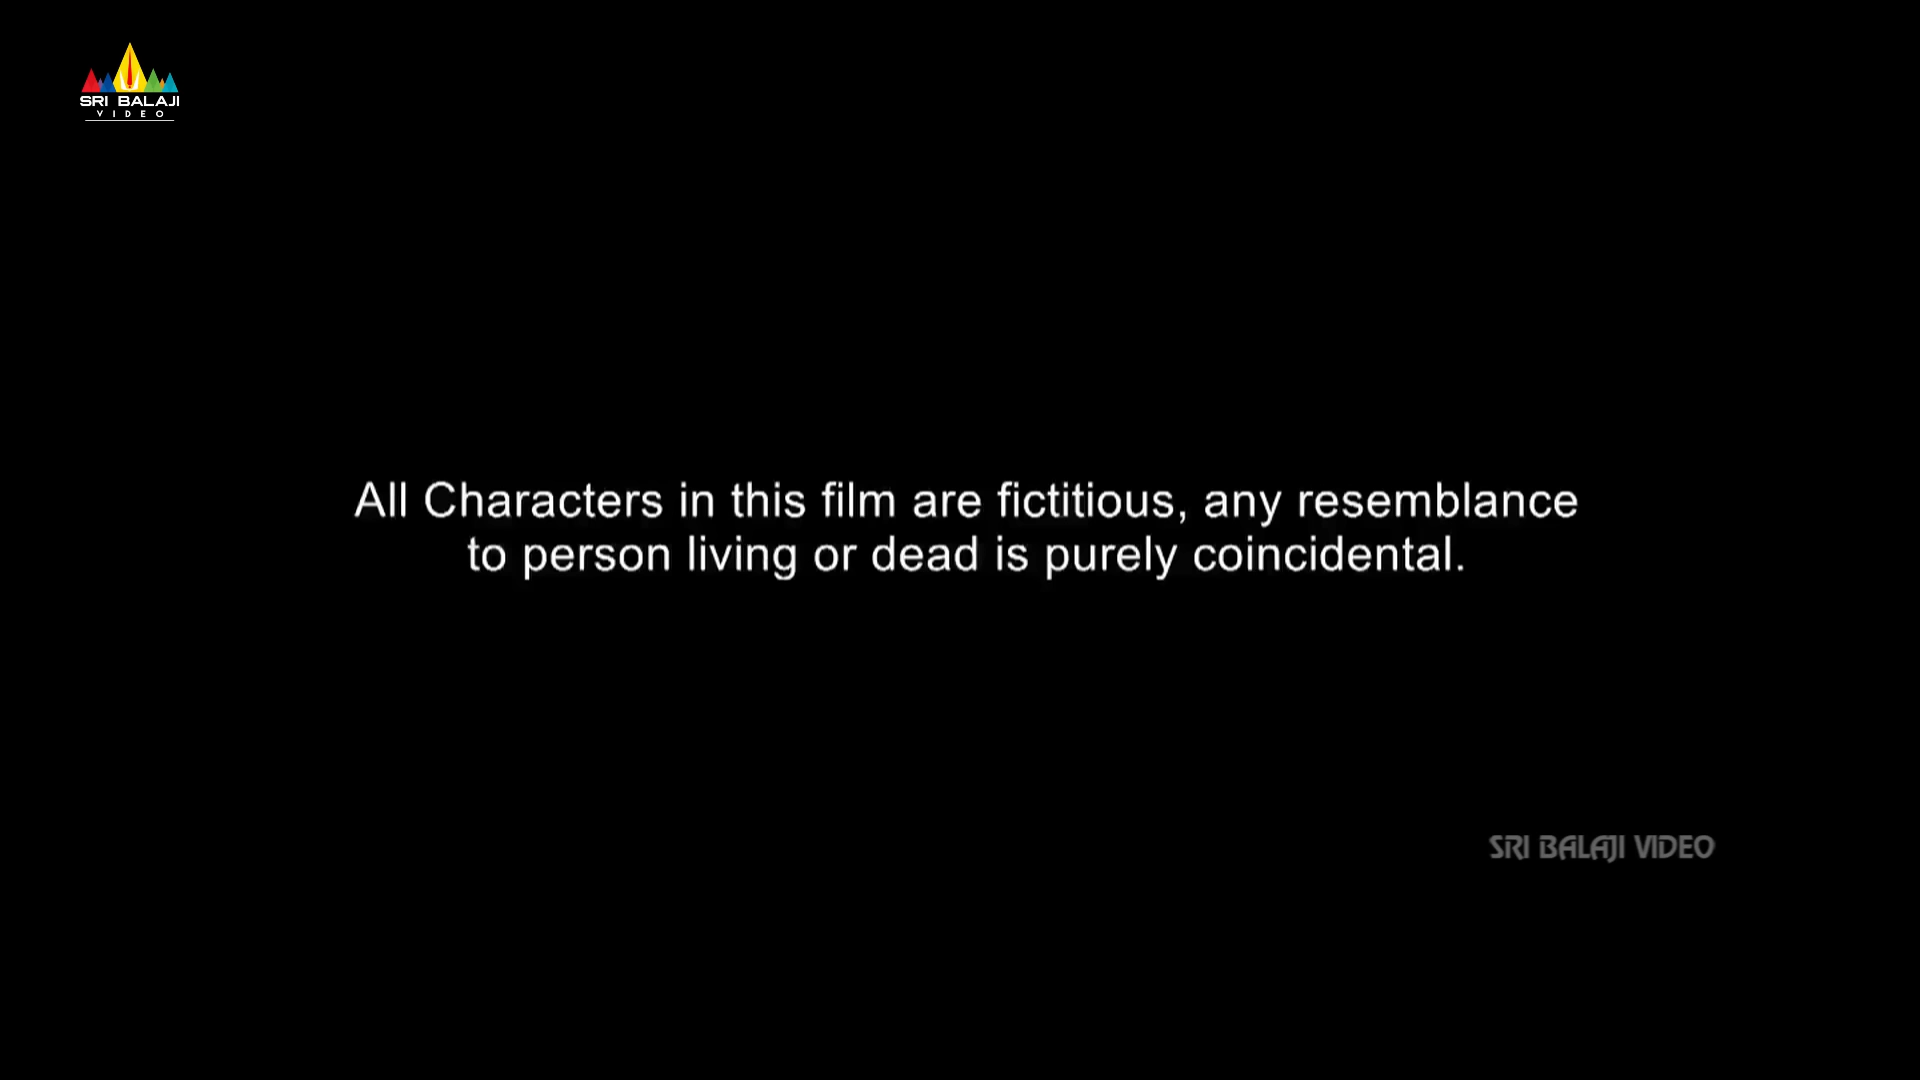 SRI BALAJI
VIDEO
All Characters in this film are fictitious, any resemblance
to person living or dead is purely coincidental.
SRI BALAJI VIDEO